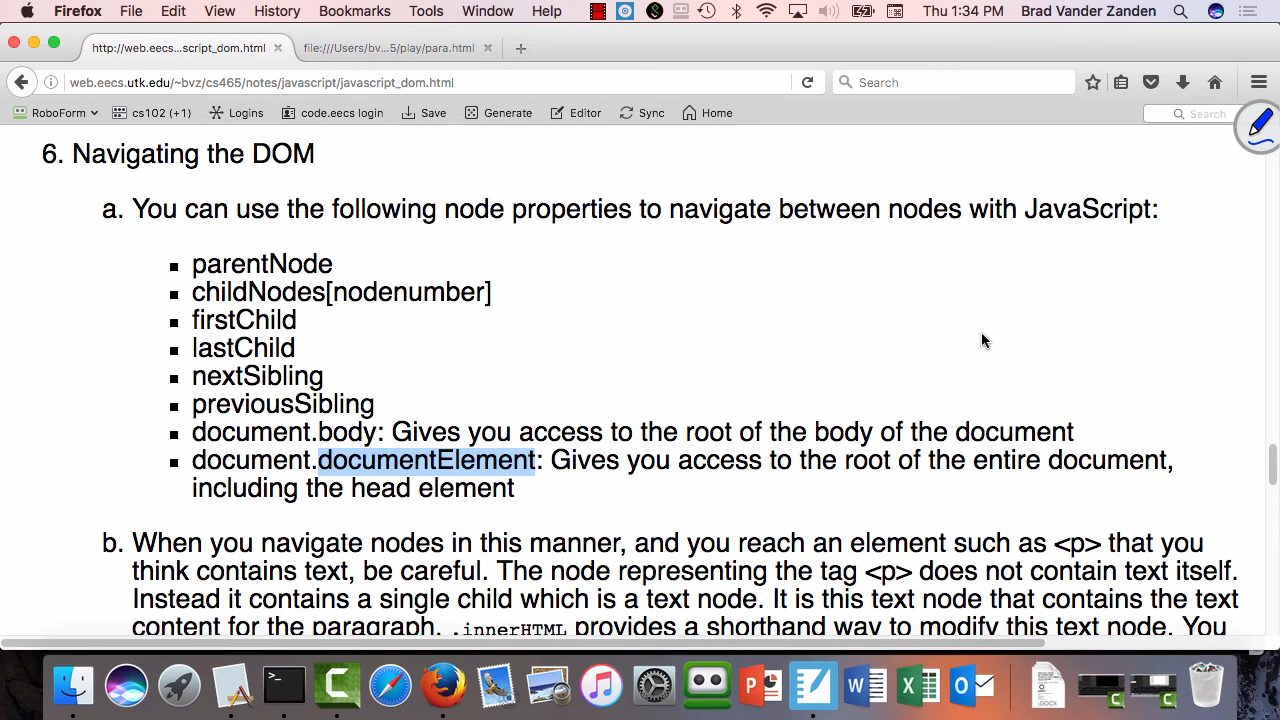 Firefox File Edit View History Bookmarks Tools Window Help Thu 1:34 PM Brad Vander Zanden
http://web.eecs...script_dom.html file:///Users/bv...5/play/para.html
web.eecs.utk.edu/~bvz/cs465/notes/javascript/javascript_dom.html Search
RoboForm cs102 (+1) Logins code.eecs login Save Generate Editor Sync Home Search
6. Navigating the DOM
a. You can use the following node properties to navigate between nodes with JavaScript:
parentNode
childNodes[nodenumber]
firstChild
lastChild
nextSibling
previousSibling
document.body: Gives you access to the root of the body of the document
document.documentElement: Gives you access to the root of the entire document,
including the head element
b. When you navigate nodes in this manner, and you reach an element such as <p> that you
think contains text, be careful. The node representing the tag <p> does not contain text itself.
Instead it contains a single child which is a text node. It is this text node that contains the text
content for the paragraph. .innerHTML provides a shorthand way to modify this text node. You